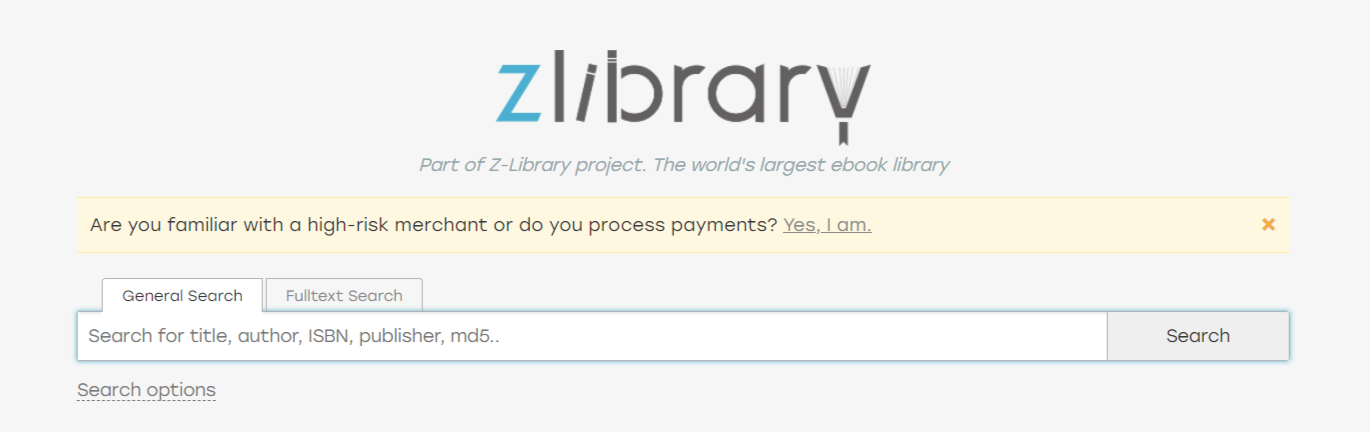 zlibrary
Part of Z-Library project. The world's largest ebook library
Are you familiar with a high-risk merchant or do you process payments? Yes, I am.
General Search
Fulltext Search
Search for title, author, ISBN, publisher, md5..
Search
Search options